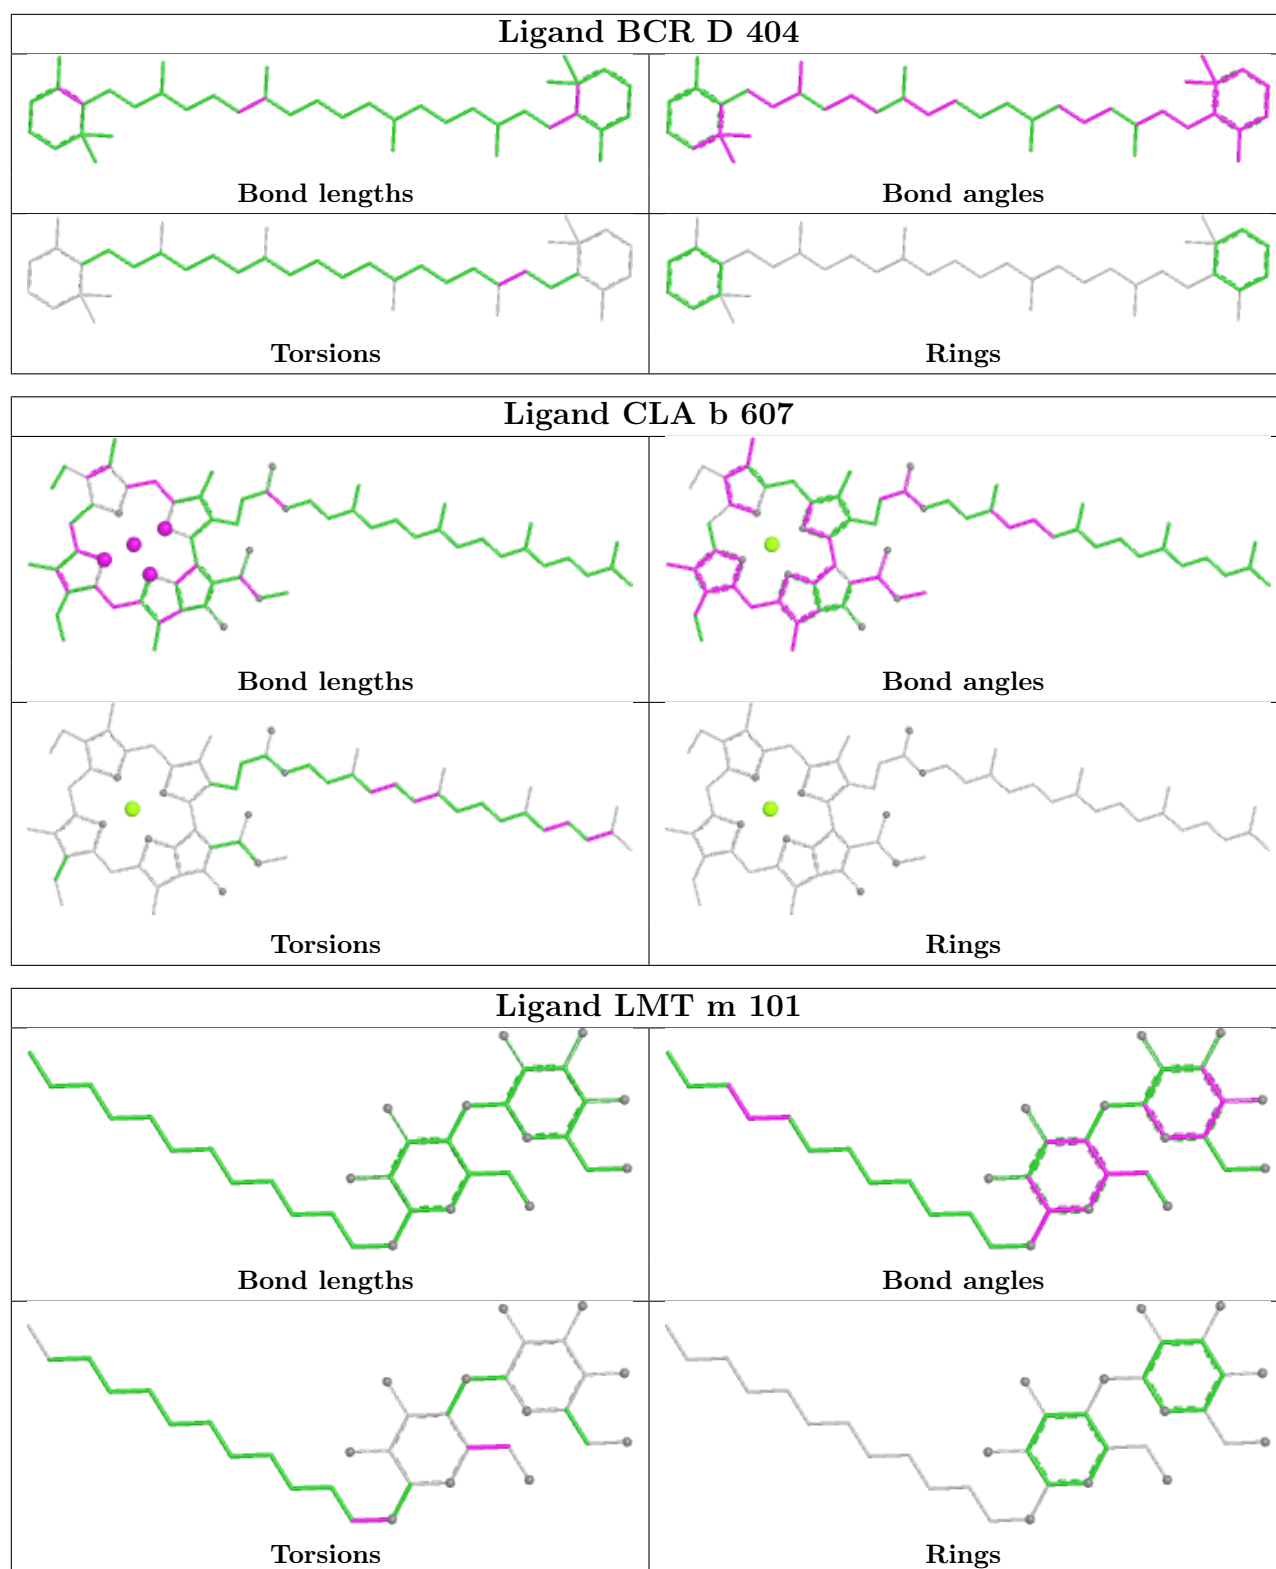 Ligand BCR D 404
Bond lengths
Bond angles
Torsions
Rings
Ligand CLA b 607
Bond lengths
Bond angles
Torsions
Rings
Ligand LMT m 101
Bond lengths
Bond angles
Torsions
Rings